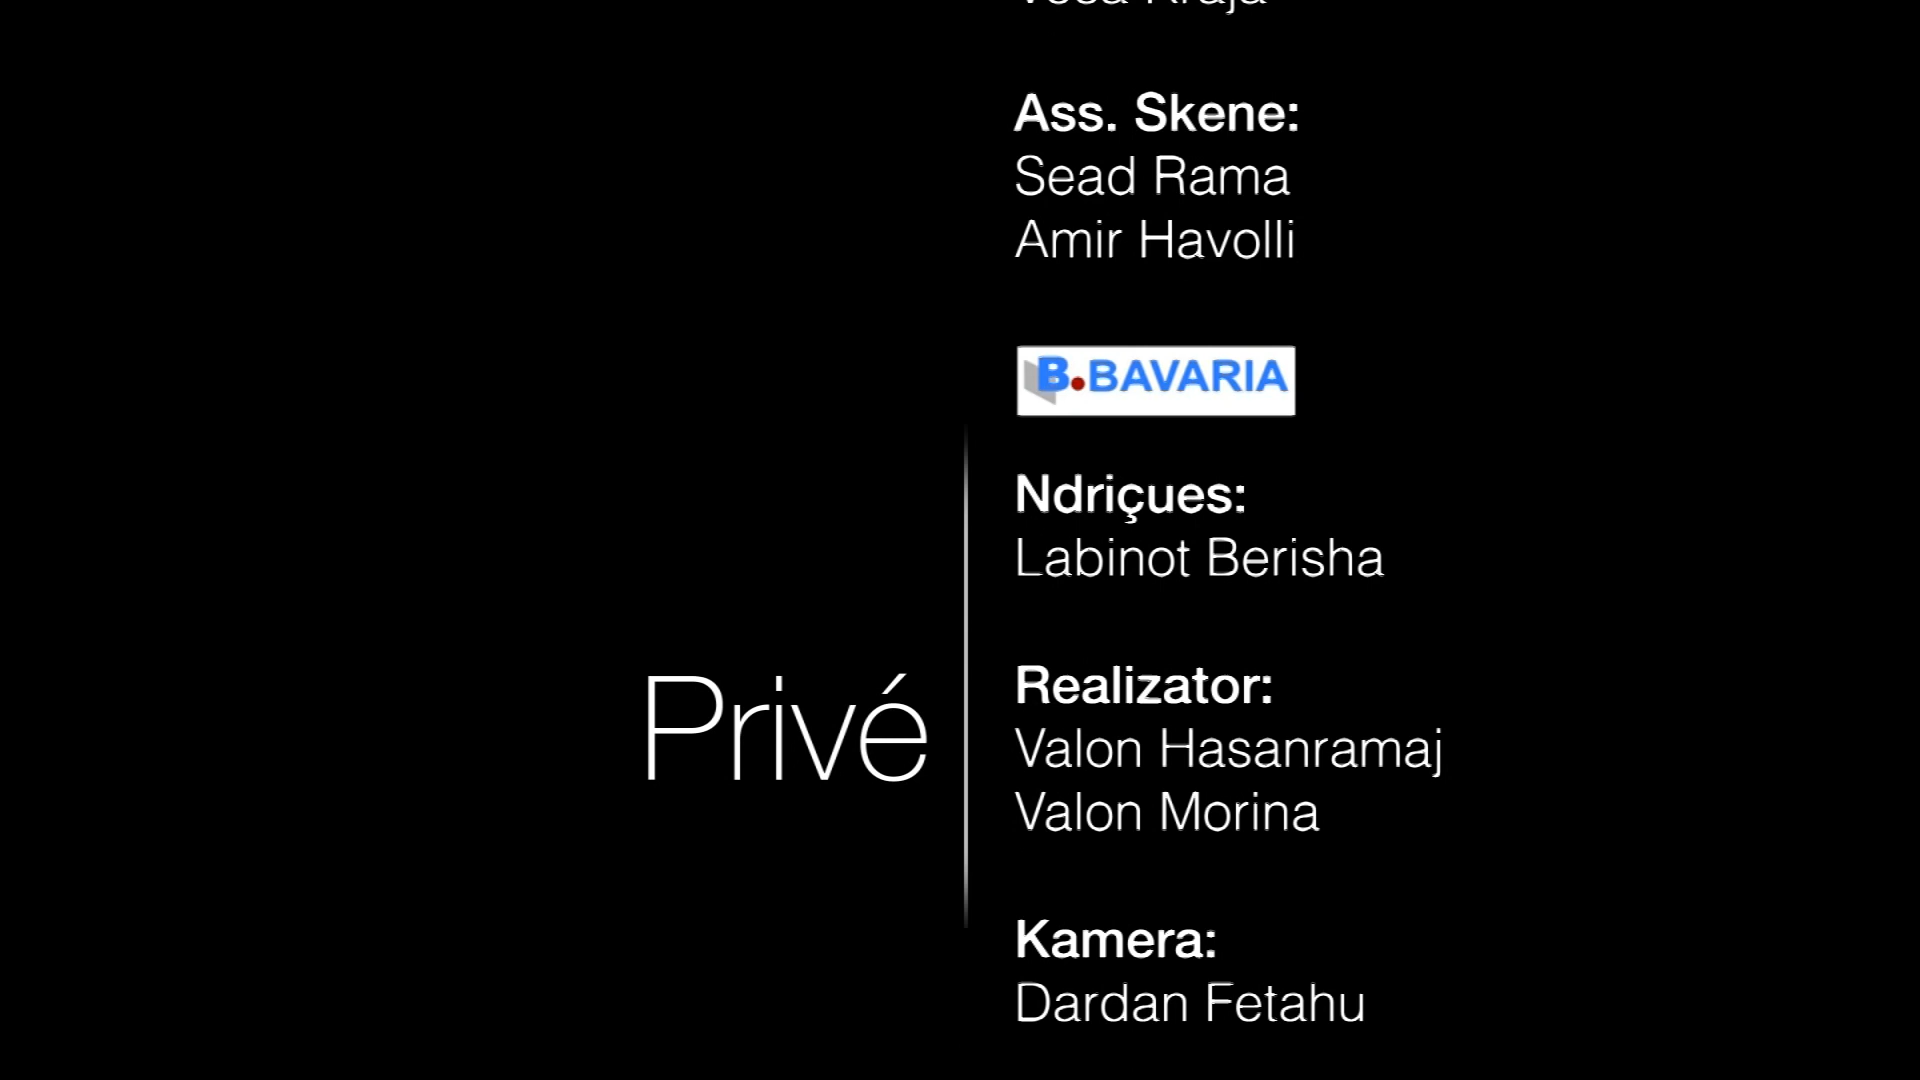 Kraja
Ass. Skene:
Sead Rama
Amir Havolli
B.BAVARIA
Ndriçues:
Labinot Berisha
Privé
Realizator:
Valon Hasanramaj
Valon Morina
Kamera:
Dardan Fetahu